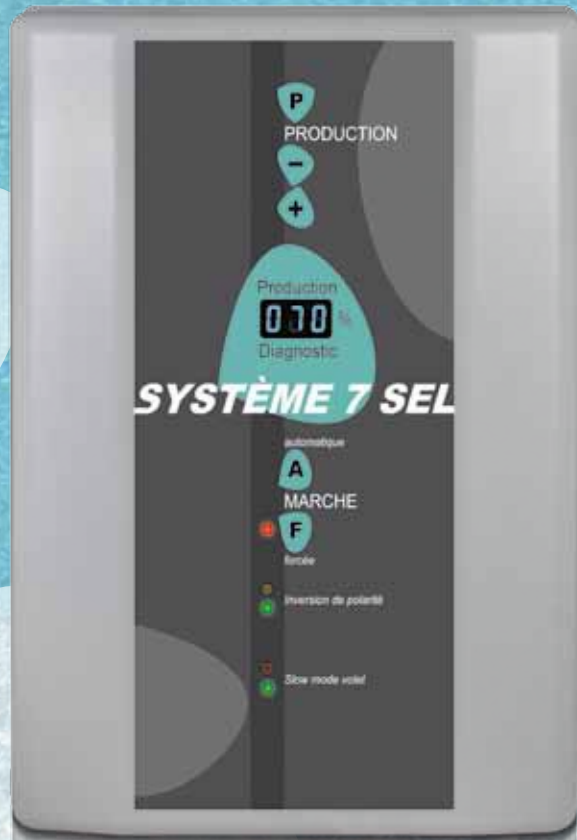 P
PRODUCTION
-
+
Production
070 %
Diagnostic
SYSTÈME 7 SEL
automatique
A
MARCHE
F
forcée
Inversion de polarité
Slow mode volet